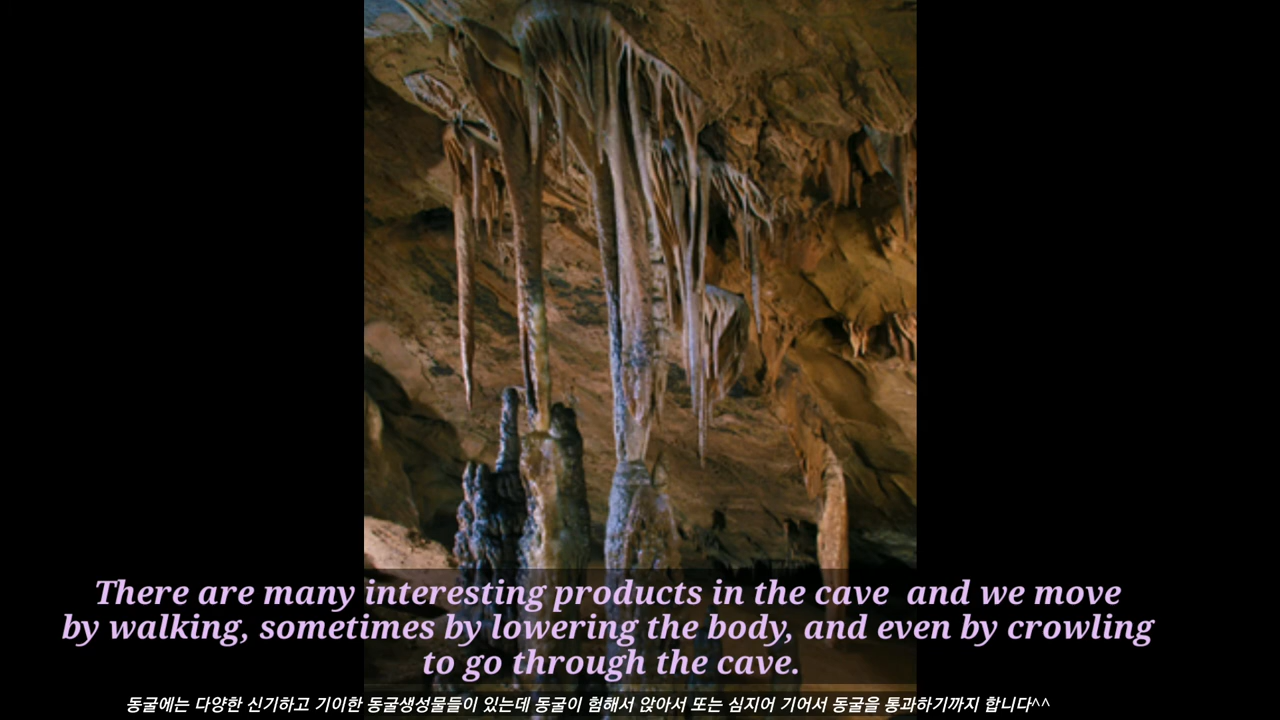 There are many interesting products in the cave  and we move
by walking, sometimes by lowering the body, and even by crowling
to go through the cave.
동굴에는 다양한 신기하고 기이한 동굴생성물들이 있는데 동굴이 험해서 앉아서 또는 심지어 기어서 동굴을 통과하기까지 합니다^^